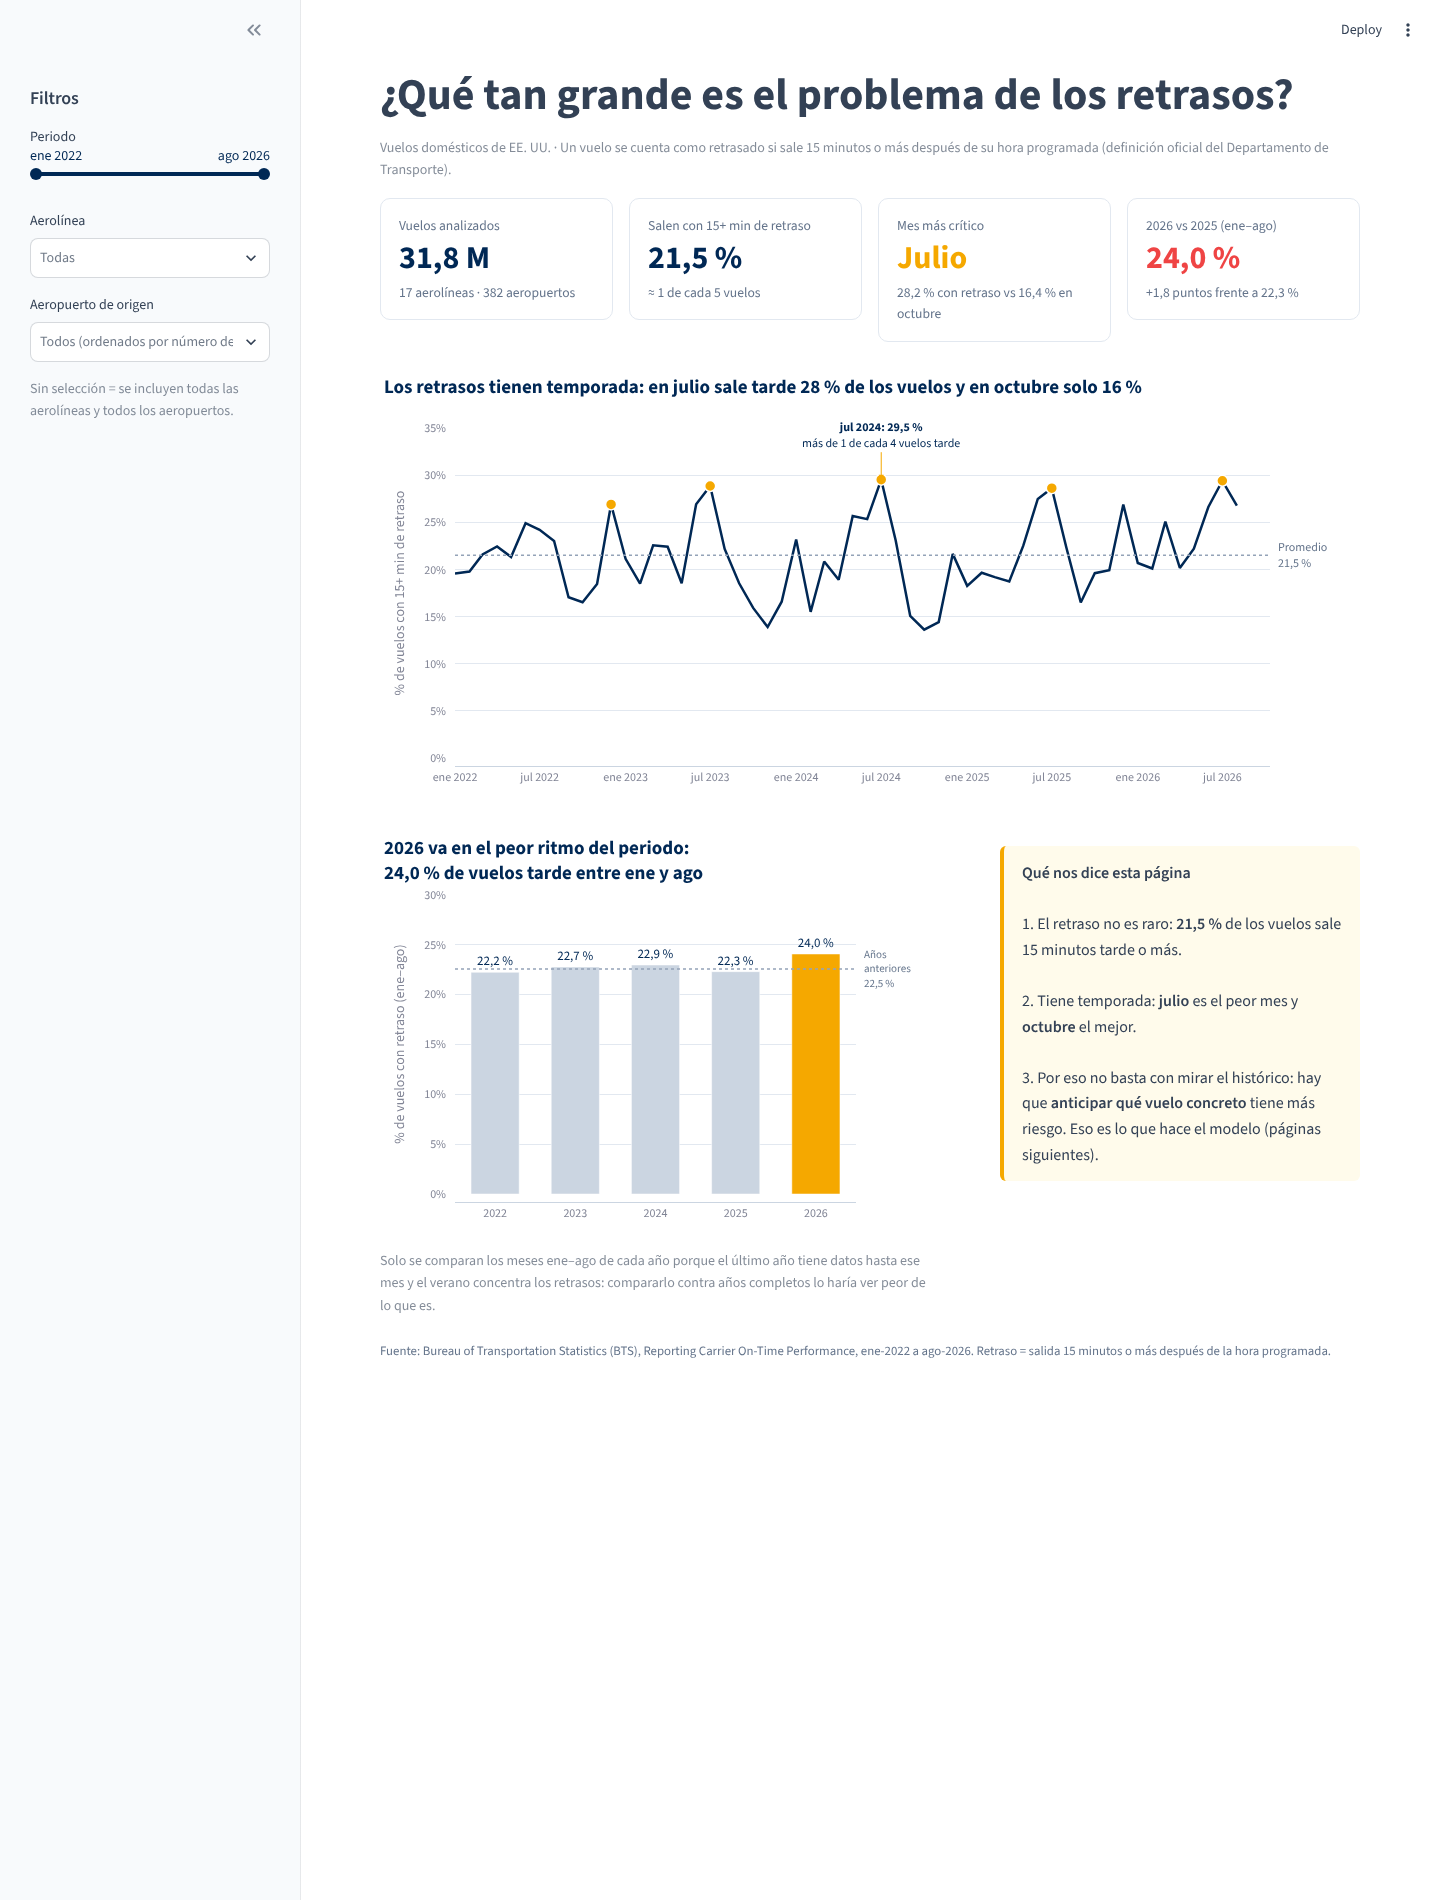 Deploy
Filtros
Periodo
ene 2022 ago 2026
Aerolínea
Todas
Aeropuerto de origen
Todos (ordenados por número de
Sin selección = se incluyen todas las
aerolíneas y todos los aeropuertos.
¿Qué tan grande es el problema de los retrasos?
Vuelos domésticos de EE. UU. · Un vuelo se cuenta como retrasado si sale 15 minutos o más después de su hora programada (definición oficial del Departamento de
Transporte).
Vuelos analizados
31,8 M
17 aerolíneas · 382 aeropuertos
Salen con 15+ min de retraso
21,5 %
≈ 1 de cada 5 vuelos
Mes más crítico
Julio
28,2 % con retraso vs 16,4 % en
octubre
2026 vs 2025 (ene–ago)
24,0 %
+1,8 puntos frente a 22,3 %
Los retrasos tienen temporada: en julio sale tarde 28 % de los vuelos y en octubre solo 16 %
% de vuelos con 15+ min de retraso
35%
30%
25%
20%
15%
10%
5%
0%
jul 2024: 29,5 %
más de 1 de cada 4 vuelos tarde
Promedio
21,5 %
ene 2022 jul 2022 ene 2023 jul 2023 ene 2024 jul 2024 ene 2025 jul 2025 ene 2026 jul 2026
2026 va en el peor ritmo del periodo:
24,0 % de vuelos tarde entre ene y ago
% de vuelos con retraso (ene–ago)
30%
25%
20%
15%
10%
5%
0%
22,2 % 22,7 % 22,9 % 22,3 % 24,0 %
Años
anteriores
22,5 %
2022 2023 2024 2025 2026
Qué nos dice esta página
1. El retraso no es raro: 21,5 % de los vuelos sale
15 minutos tarde o más.
2. Tiene temporada: julio es el peor mes y
octubre el mejor.
3. Por eso no basta con mirar el histórico: hay
que anticipar qué vuelo concreto tiene más
riesgo. Eso es lo que hace el modelo (páginas
siguientes).
Solo se comparan los meses ene–ago de cada año porque el último año tiene datos hasta ese
mes y el verano concentra los retrasos: compararlo contra años completos lo haría ver peor de
lo que es.
Fuente: Bureau of Transportation Statistics (BTS), Reporting Carrier On-Time Performance, ene-2022 a ago-2026. Retraso = salida 15 minutos o más después de la hora programada.